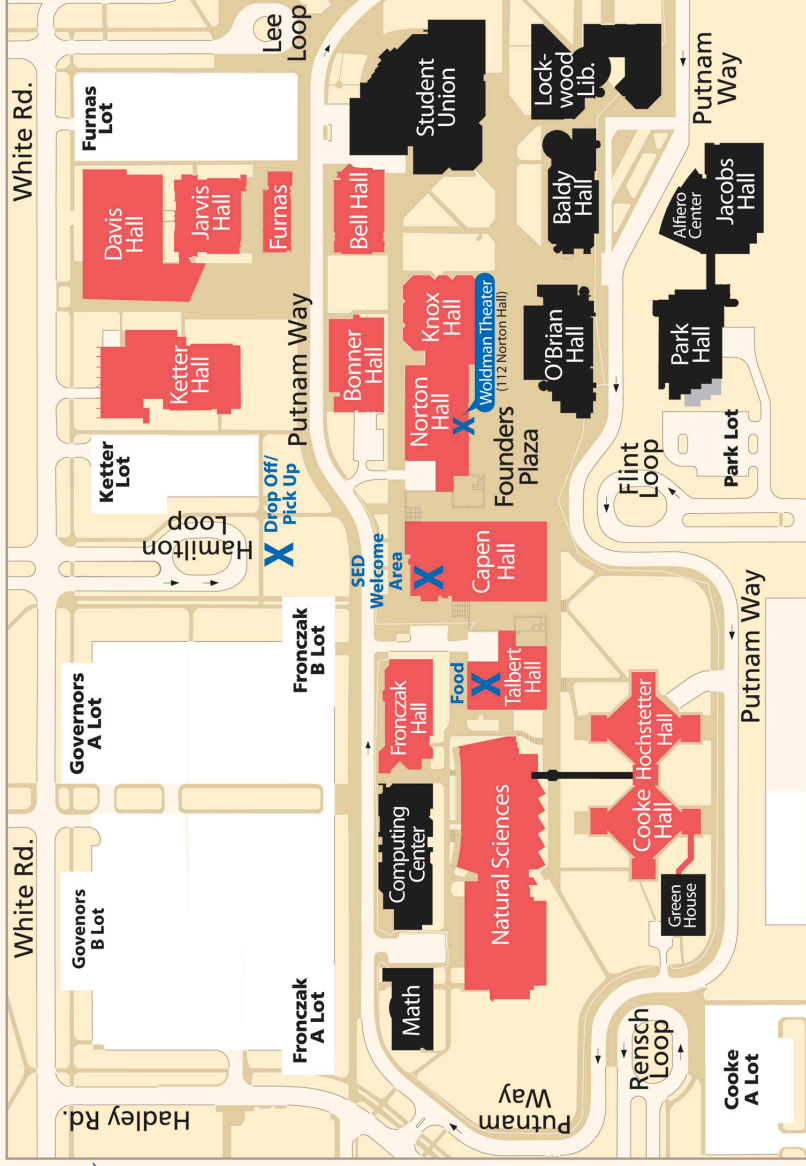 White Rd.
White Rd.
Hadley Rd.
Govenors
B Lot
Governors
A Lot
Ketter
Lot
Furnas
Lot
Davis
Hall
Jarvis
Hall
Furnas
Ketter
Hall
Hamilton
Loop
X
Drop Off/
Pick Up
Lee
Loop
Fronczak
A Lot
Fronczak
B Lot
Putnam Way
Math
Computing
Center
Fronczak
Hall
SED
Welcome
Area
X
Capen
Hall
Bonner
Hall
Bell Hall
Student
Union
Food
X
Talbert
Hall
Natural Sciences
Norton
Hall
X
Knox
Hall
Woldman Theater
(112 Norton Hall)
Founders
Plaza
O'Brian
Hall
Baldy
Hall
Lock-
wood
Lib.
Putnam
Way
Rensch
Loop
Green
House
Cooke
Hall
Hochstetter
Hall
Flint
Loop
Park
Hall
Alfiero
Center
Jacobs
Hall
Putnam
Way
Cooke
A Lot
Putnam Way
Park Lot